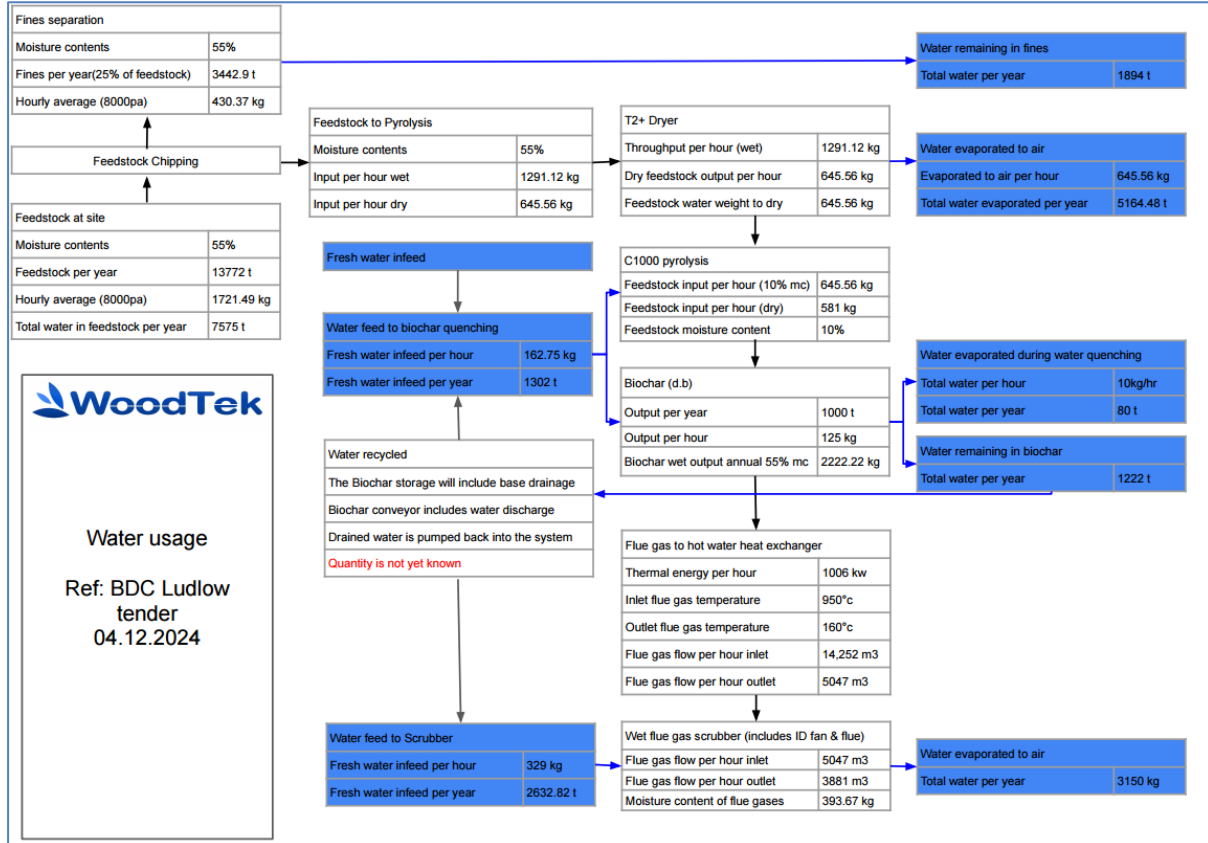 Fines separation
Moisture contents 55%
Fines per year(25% of feedstock) 3442.9 t
Hourly average (8000pa) 430.37 kg
Water remaining in fines
Total water per year 1894 t
Feedstock Chipping
Feedstock to Pyrolysis
Moisture contents 55%
Input per hour wet 1291.12 kg
Input per hour dry 645.56 kg
T2+ Dryer
Throughput per hour (wet) 1291.12 kg
Dry feedstock output per hour 645.56 kg
Feedstock water weight to dry 645.56 kg
Water evaporated to air
Evaporated to air per hour 645.56 kg
Total water evaporated per year 5164.48 t
Feedstock at site
Moisture contents 55%
Feedstock per year 13772 t
Hourly average (8000pa) 1721.49 kg
Total water in feedstock per year 7575 t
Fresh water infeed
Water feed to biochar quenching
Fresh water infeed per hour 162.75 kg
Fresh water infeed per year 1302 t
C1000 pyrolysis
Feedstock input per hour (10% mc) 645.56 kg
Feedstock input per hour (dry) 581 kg
Feedstock moisture content 10%
Biochar (d.b)
Output per year 1000 t
Output per hour 125 kg
Biochar wet output annual 55% mc 2222.22 kg
Water evaporated during water quenching
Total water per hour 10kg/hr
Total water per year 80 t
Water remaining in biochar
Total water per year 1222 t
WoodTek
Water usage
Ref: BDC Ludlow
tender
04.12.2024
Water recycled
The Biochar storage will include base drainage
Biochar conveyor includes water discharge
Drained water is pumped back into the system
Quantity is not yet known
Flue gas to hot water heat exchanger
Thermal energy per hour 1006 kw
Inlet flue gas temperature 950°c
Outlet flue gas temperature 160°c
Flue gas flow per hour inlet 14,252 m3
Flue gas flow per hour outlet 5047 m3
Water feed to Scrubber
Fresh water infeed per hour 329 kg
Fresh water infeed per year 2632.82 t
Wet flue gas scrubber (includes ID fan & flue)
Flue gas flow per hour inlet 5047 m3
Flue gas flow per hour outlet 3881 m3
Moisture content of flue gases 393.67 kg
Water evaporated to air
Total water per year 3150 kg